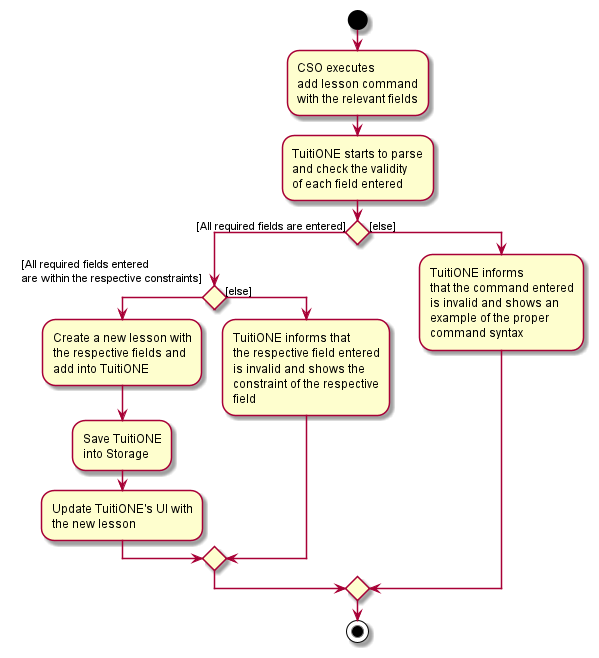 CSO executes
add lesson command
with the relevant fields
TuitiONE starts to parse
and check the validity
of each field entered
[All required fields are entered]
[else]
[All required fields entered
are within the respective constraints]
[else]
Create a new lesson with
the respective fields and
add into TuitiONE
Save TuitiONE
into Storage
Update TuitiONE's UI with
the new lesson
TuitiONE informs that
the respective field entered
is invalid and shows the
constraint of the respective
field
TuitiONE informs
that the command entered
is invalid and shows an
example of the proper
command syntax